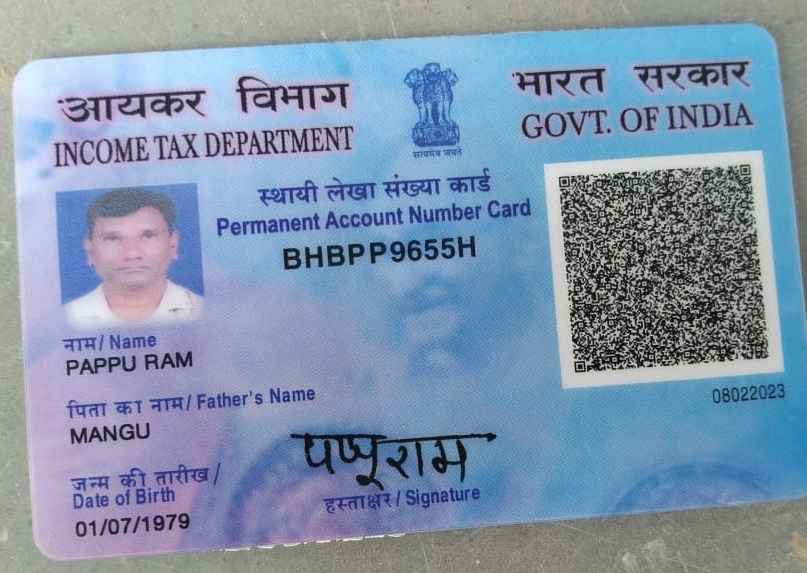 आयकर विभाग
INCOME TAX DEPARTMENT
सत्यमेव जयते
भारत सरकार
GOVT. OF INDIA
स्थायी लेखा संख्या कार्ड
Permanent Account Number Card
BHBPP9655H
नाम/ Name
PAPPU RAM
पिता का नाम/ Father's Name
MANGU
जन्म की तारीख/
Date of Birth
01/07/1979
पप्पूराम
हस्ताक्षर/ Signature
08022023